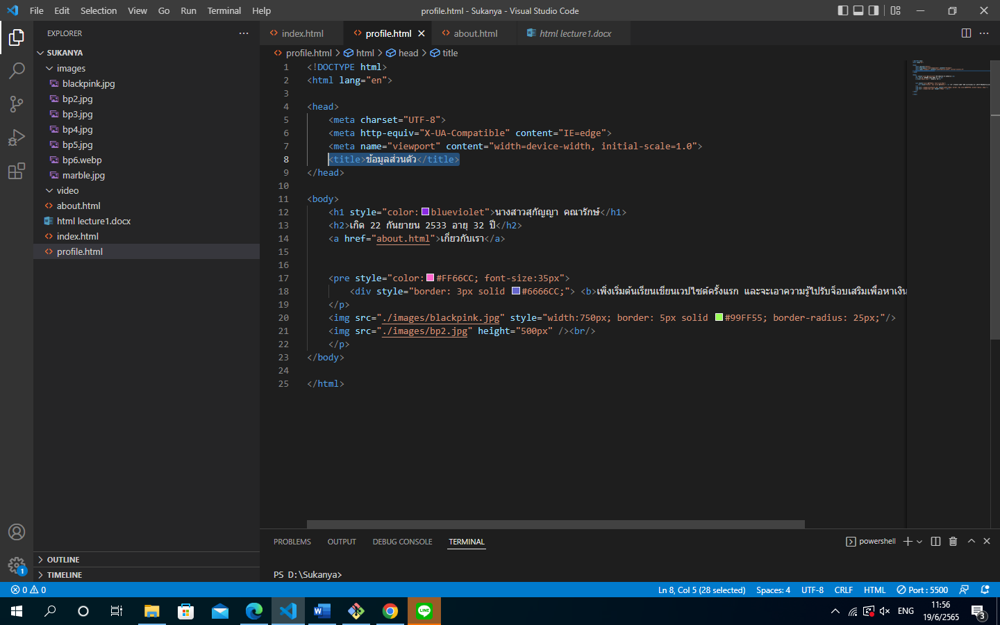 File Edit Selection View Go Run Terminal Help
profile.html - Sukanya - Visual Studio Code
EXPLORER
SUKANYA
images
blackpink.jpg
bp2.jpg
bp3.jpg
bp4.jpg
bp5.jpg
bp6.webp
marble.jpg
video
about.html
html lecture1.docx
index.html
profile.html
OUTLINE
TIMELINE
index.html profile.html about.html html lecture1.docx
profile.html > html > head > title
1 <!DOCTYPE html>
2 <html lang="en">
3
4 <head>
5 <meta charset="UTF-8">
6 <meta http-equiv="X-UA-Compatible" content="IE=edge">
7 <meta name="viewport" content="width=device-width, initial-scale=1.0">
8 <title>ข้อมูลส่วนตัว</title>
9 </head>
10
11 <body>
12 <h1 style="color:blueviolet">นางสาวสุกัญญา คณารักษ์</h1>
13 <h2>เกิด 22 กันยายน 2533 อายุ 32 ปี</h2>
14 <a href="about.html">เกี่ยวกับเรา</a>
15
16
17 <pre style="color:#FF66CC; font-size:35px">
18 <div style="border: 3px solid #6666CC;"> <b>เพิ่งเริ่มต้นเรียนเขียนเวปไซต์ครั้งแรก และจะเอาความรู้ไปรับจ็อบเสริมเพื่อหาเงิน
19 </p>
20 <img src="./images/blackpink.jpg" style="width:750px; border: 5px solid #99FF55; border-radius: 25px;"/>
21 <img src="./images/bp2.jpg" height="500px" /><br/>
22 </p>
23 </body>
24
25 </html>
PROBLEMS OUTPUT DEBUG CONSOLE TERMINAL
powershell
PS D:\Sukanya>
1
0 0
Ln 8, Col 5 (28 selected) Spaces: 4 UTF-8 CRLF HTML Port : 5500
ENG
11:56
19/6/2565
3
LINE